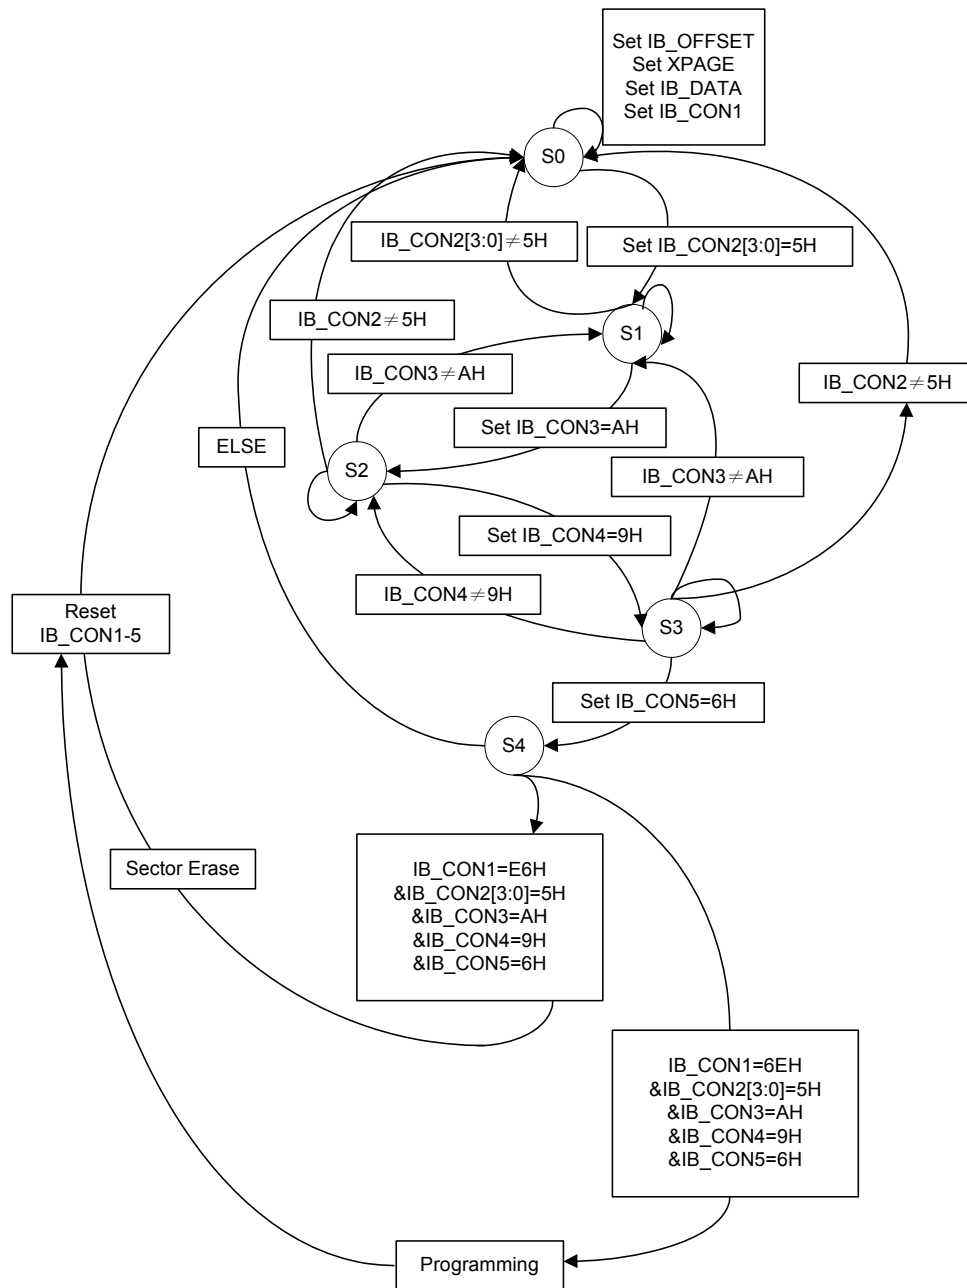 Set IB_OFFSET
Set XPAGE
Set IB_DATA
Set IB_CON1
S0
IB_CON2[3:0]≠5H
Set IB_CON2[3:0]=5H
IB_CON2≠5H
S1
IB_CON3≠AH
IB_CON2≠5H
Set IB_CON3=AH
ELSE
S2
IB_CON3≠AH
Set IB_CON4=9H
IB_CON4≠9H
Reset
IB_CON1-5
S3
Set IB_CON5=6H
S4
Sector Erase
IB_CON1=E6H
&IB_CON2[3:0]=5H
&IB_CON3=AH
&IB_CON4=9H
&IB_CON5=6H
IB_CON1=6EH
&IB_CON2[3:0]=5H
&IB_CON3=AH
&IB_CON4=9H
&IB_CON5=6H
Programming